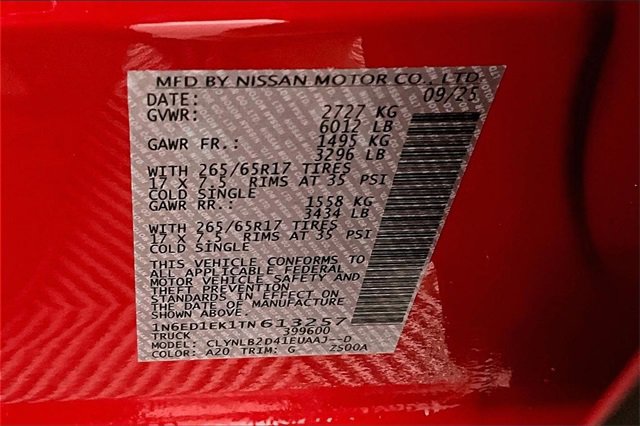 MFD BY NISSAN MOTOR CO., LTD
DATE: 09/25
GVWR: 2727 KG
6012 LB
GAWR FR.: 1495 KG
3296 LB
WITH 265/65R17 TIRES
17 X 7.5 RIMS AT 35 PSI
COLD SINGLE
GAWR RR.: 1558 KG
3434 LB
WITH 265/65R17 TIRES
17 X 7.5 RIMS AT 35 PSI
COLD SINGLE
THIS VEHICLE CONFORMS TO
ALL APPLICABLE FEDERAL
MOTOR VEHICLE SAFETY AND
THEFT PREVENTION
STANDARDS IN EFFECT ON
THE DATE OF MANUFACTURE
SHOWN ABOVE
1N6ED1EK1TN613257
TRUCK 399600
MODEL: CLYNLB2D41EUAAJ--D
COLOR: A20 TRIM: G 2S00A